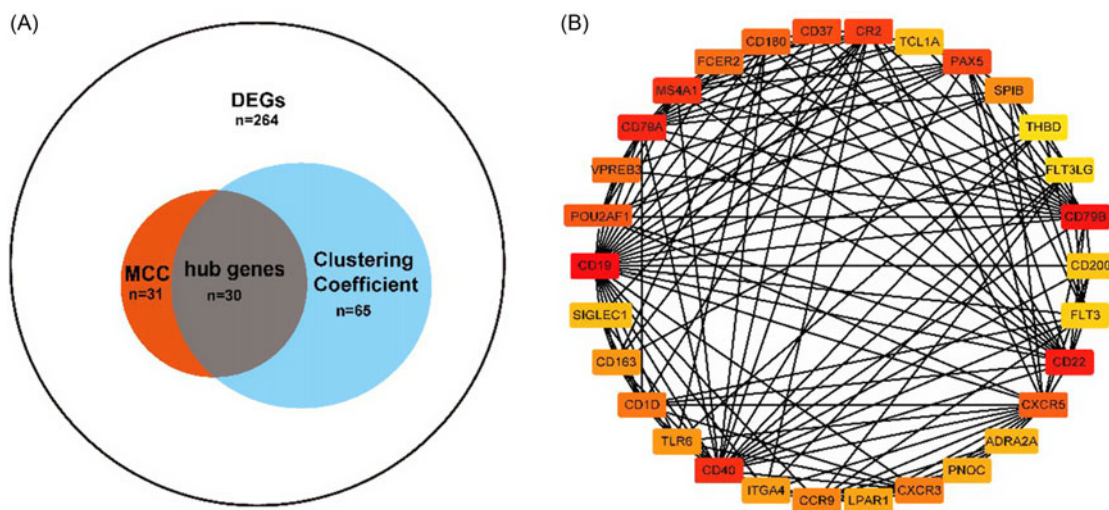 (A)
DEGs
n=264
MCC
n=31
hub genes
n=30
Clustering
Coefficient
n=65
(B)
CR2
CD37
TCL1A
CD180
PAX5
FCER2
SPIB
MS4A1
THBD
CD79A
FLT3LG
VPREB3
CD79B
POU2AF1
CD19
CD200
SIGLEC1
FLT3
CD163
CD22
CD1D
CXCR5
TLR6
ADRA2A
CD40
PNOC
ITGA4
CXCR3
CCR9
LPAR1